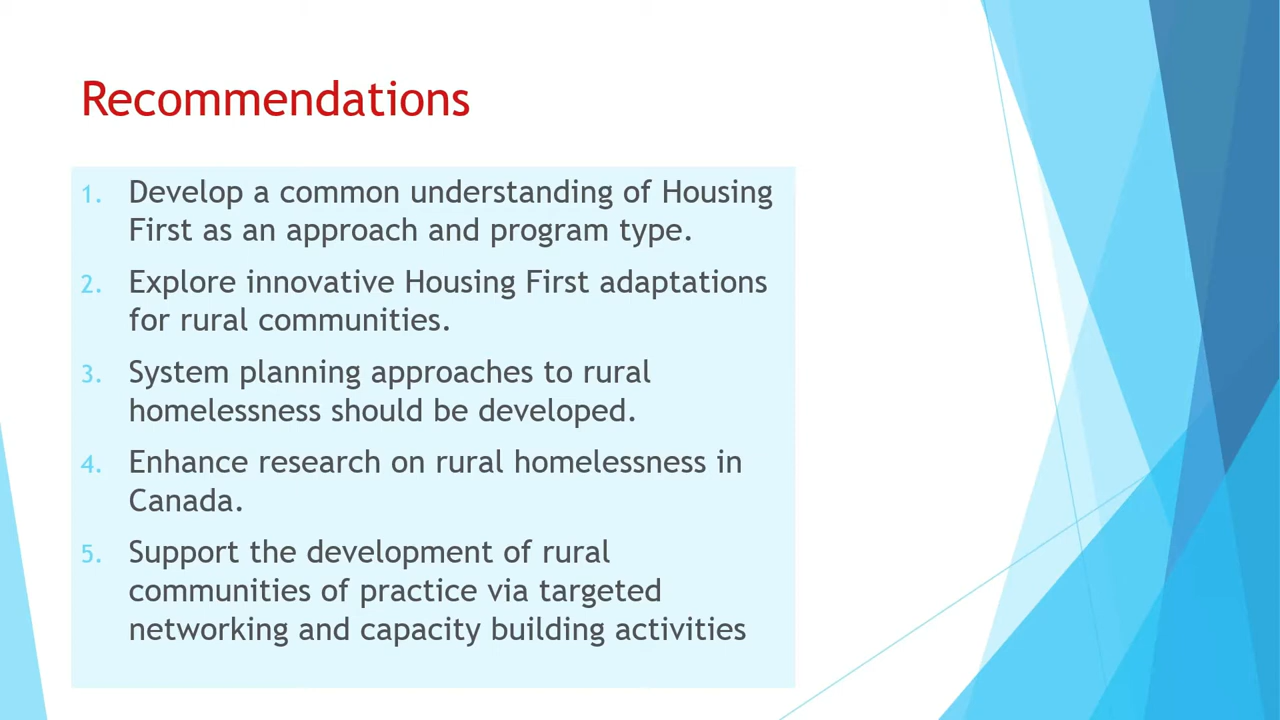 Recommendations
1. Develop a common understanding of Housing
First as an approach and program type.
2. Explore innovative Housing First adaptations
for rural communities.
3. System planning approaches to rural
homelessness should be developed.
4. Enhance research on rural homelessness in
Canada.
5. Support the development of rural
communities of practice via targeted
networking and capacity building activities